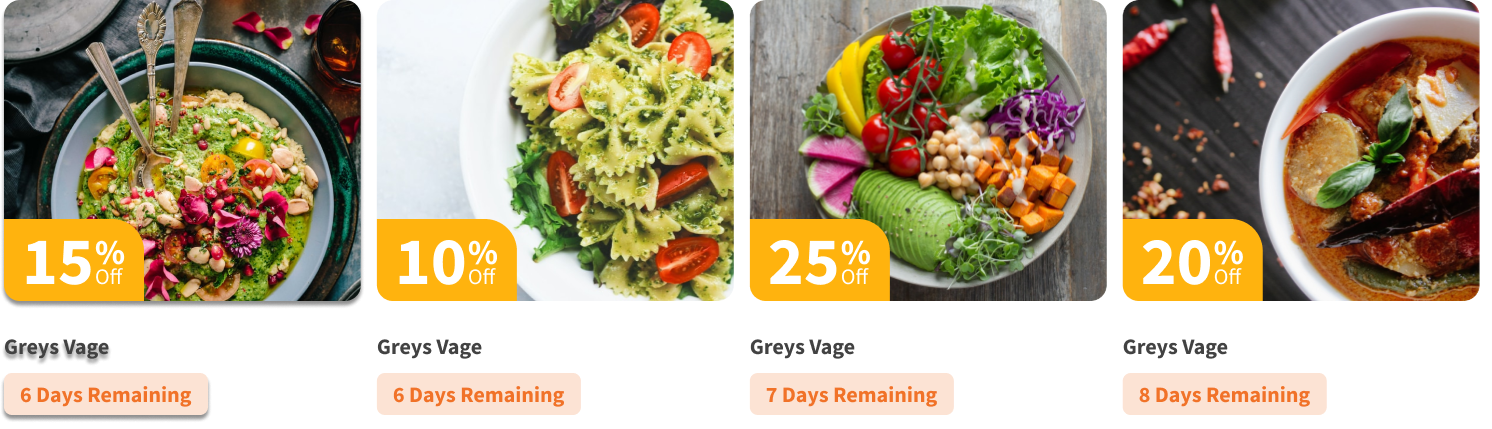 15% Off
10% Off
25% Off
20% Off
Greys Vage
Greys Vage
Greys Vage
Greys Vage
6 Days Remaining
6 Days Remaining
7 Days Remaining
8 Days Remaining